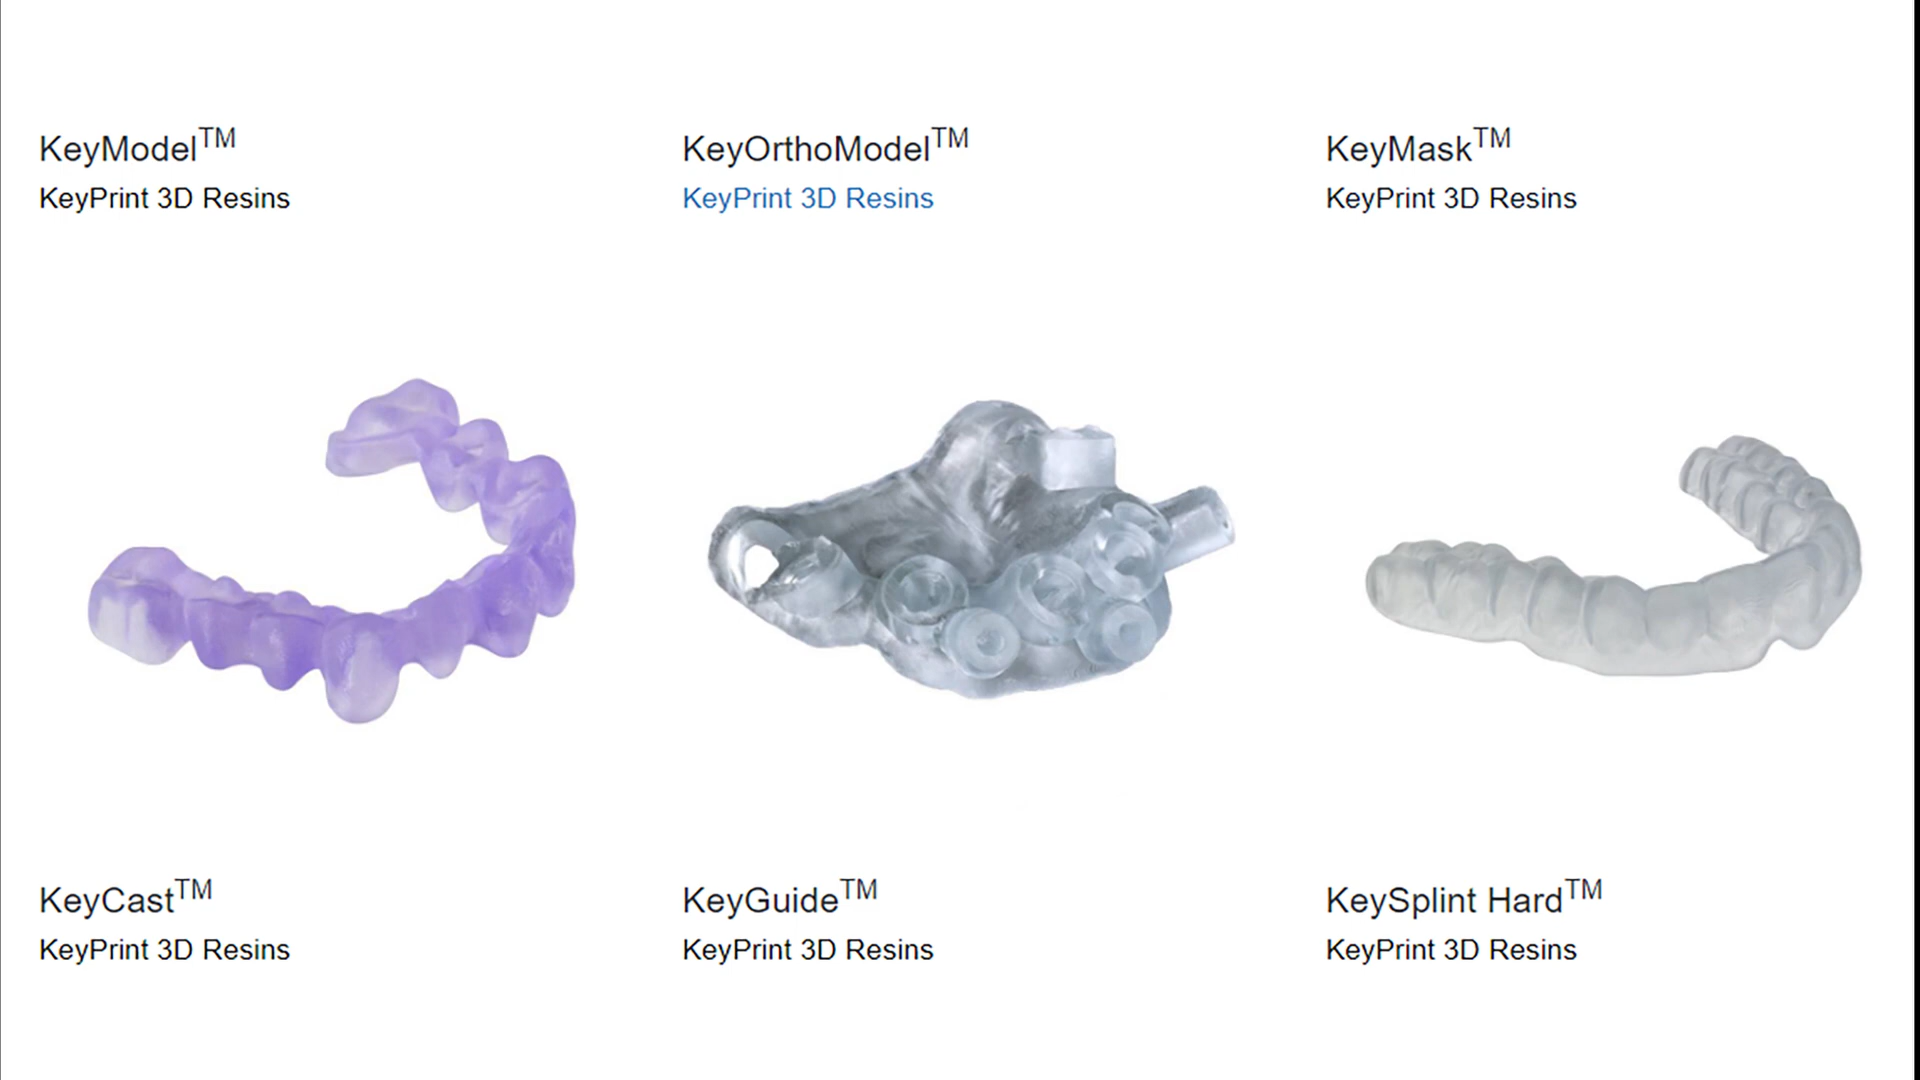 KeyModel™
KeyPrint 3D Resins
KeyOrthoModel™
KeyPrint 3D Resins
KeyMask™
KeyPrint 3D Resins
KeyCast™
KeyPrint 3D Resins
KeyGuide™
KeyPrint 3D Resins
KeySplint Hard™
KeyPrint 3D Resins